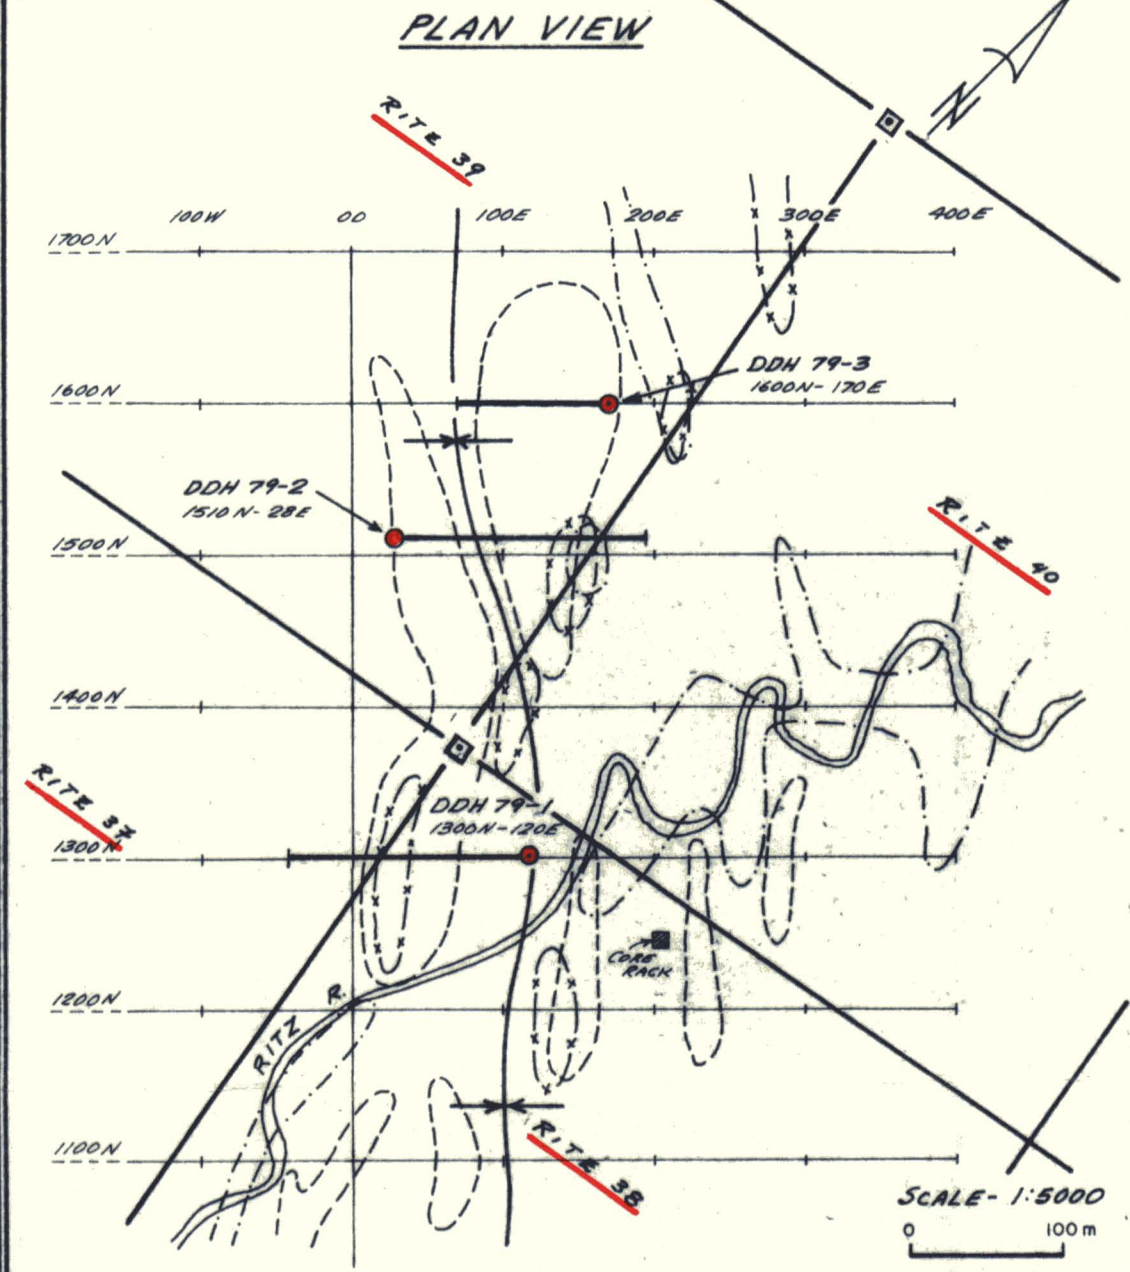 PLAN VIEW
N
RITE 39
100W 00 100E 200E 300E 400E
1700N
DDH 79-3
1600N-170E
1600N
DDH 79-2
1510N-28E
RITE 40
1500N
1400N
RITE 37
DDH 79-1
1300N-120E
1300N
CORE
RACK
1200N
RITZ R.
1100N
RITE 38
SCALE- 1:5000
0 100 m